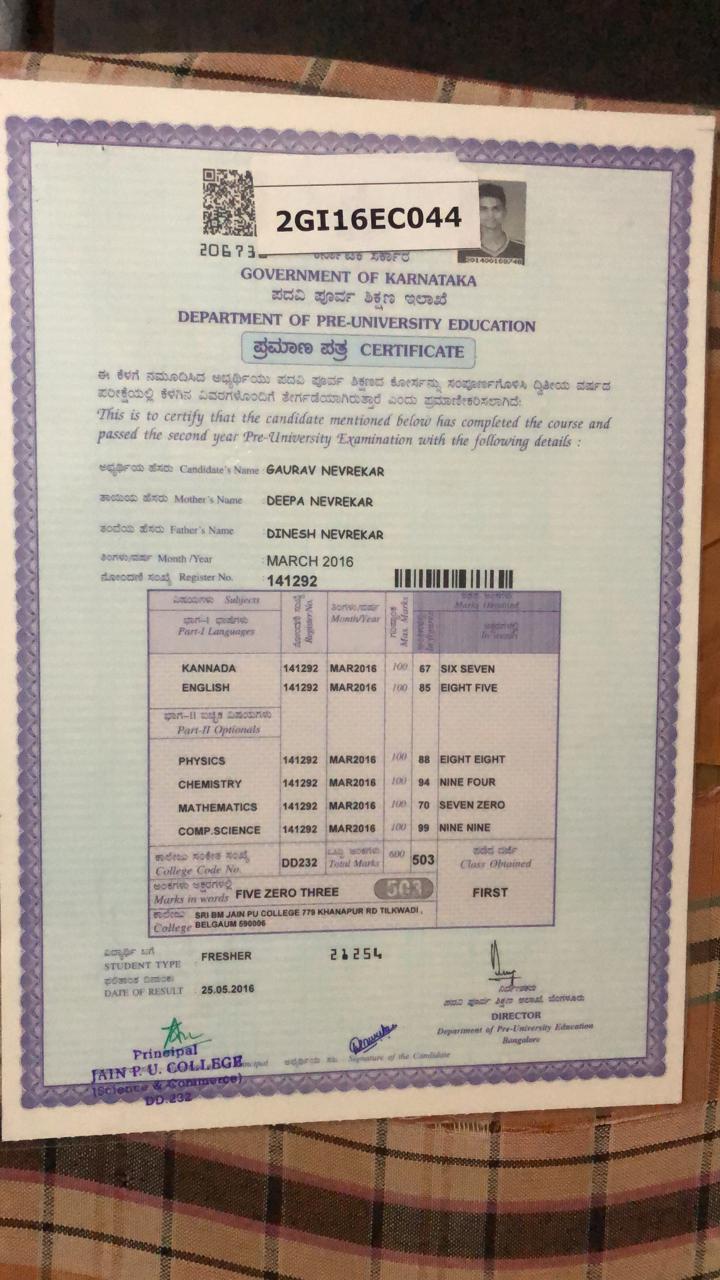 2GI16EC044
20673
201400168748
ಕರ್ನಾಟಕ ಸರ್ಕಾರ
GOVERNMENT OF KARNATAKA
ಪದವಿ ಪೂರ್ವ ಶಿಕ್ಷಣ ಇಲಾಖೆ
DEPARTMENT OF PRE-UNIVERSITY EDUCATION
ಪ್ರಮಾಣ ಪತ್ರ CERTIFICATE
ಈ ಕೆಳಗೆ ನಮೂದಿಸಿದ ಅಭ್ಯರ್ಥಿಯು ಪದವಿ ಪೂರ್ವ ಶಿಕ್ಷಣದ ಕೋರ್ಸನ್ನು ಸಂಪೂರ್ಣಗೊಳಿಸಿ ದ್ವಿತೀಯ ವರ್ಷದ
ಪರೀಕ್ಷೆಯಲ್ಲಿ ಕೆಳಗಿನ ವಿವರಗಳೊಂದಿಗೆ ತೇರ್ಗಡೆಯಾಗಿರುತ್ತಾರೆ ಎಂದು ಪ್ರಮಾಣೀಕರಿಸಲಾಗಿದೆ:
This is to certify that the candidate mentioned below has completed the course and
passed the second year Pre-University Examination with the following details :
ಅಭ್ಯರ್ಥಿಯ ಹೆಸರು Candidate's Name GAURAV NEVREKAR
ತಾಯಿಯ ಹೆಸರು Mother's Name DEEPA NEVREKAR
ತಂದೆಯ ಹೆಸರು Father's Name DINESH NEVREKAR
ತಿಂಗಳು/ವರ್ಷ Month /Year MARCH 2016
ನೋಂದಣಿ ಸಂಖ್ಯೆ Register No. 141292
ವಿಷಯಗಳು Subjects ನೋಂದಣಿ ಸಂಖ್ಯೆ Register No. ತಿಂಗಳು/ವರ್ಷ Month/Year ಗರಿಷ್ಠಾಂಕ Max. Marks Marks Obtained
ಭಾಗ-I ಭಾಷೆಗಳು
Part-I Languages
KANNADA 141292 MAR2016 100 67 SIX SEVEN
ENGLISH 141292 MAR2016 100 85 EIGHT FIVE
ಭಾಗ-II ಐಚ್ಛಿಕ ವಿಷಯಗಳು
Part-II Optionals
PHYSICS 141292 MAR2016 100 88 EIGHT EIGHT
CHEMISTRY 141292 MAR2016 100 94 NINE FOUR
MATHEMATICS 141292 MAR2016 100 70 SEVEN ZERO
COMP.SCIENCE 141292 MAR2016 100 99 NINE NINE
ಕಾಲೇಜು ಸಂಕೇತ ಸಂಖ್ಯೆ ಒಟ್ಟು ಅಂಕಗಳು ಪಡೆದ ದರ್ಜೆ
College Code No. DD232 Total Marks 600 503 Class Obtained
ಅಂಕಗಳು ಅಕ್ಷರಗಳಲ್ಲಿ
Marks in words FIVE ZERO THREE 503 FIRST
ಕಾಲೇಜು SRI BM JAIN PU COLLEGE 779 KHANAPUR RD TILKWADI ,
College BELGAUM 590006
ವಿದ್ಯಾರ್ಥಿ ಬಗೆ
STUDENT TYPE FRESHER 21254
ಫಲಿತಾಂಶ ದಿನಾಂಕ
DATE OF RESULT 25.05.2016
ನಿರ್ದೇಶಕರು
ಪದವಿ ಪೂರ್ವ ಶಿಕ್ಷಣ ಇಲಾಖೆ, ಬೆಂಗಳೂರು
DIRECTOR
Department of Pre-University Education
Bangalore
ಅಭ್ಯರ್ಥಿಯ ಸಹಿ Signature of the Candidate
Principal
JAIN P. U. COLLEGE
(Science & Commerce)
DD.232